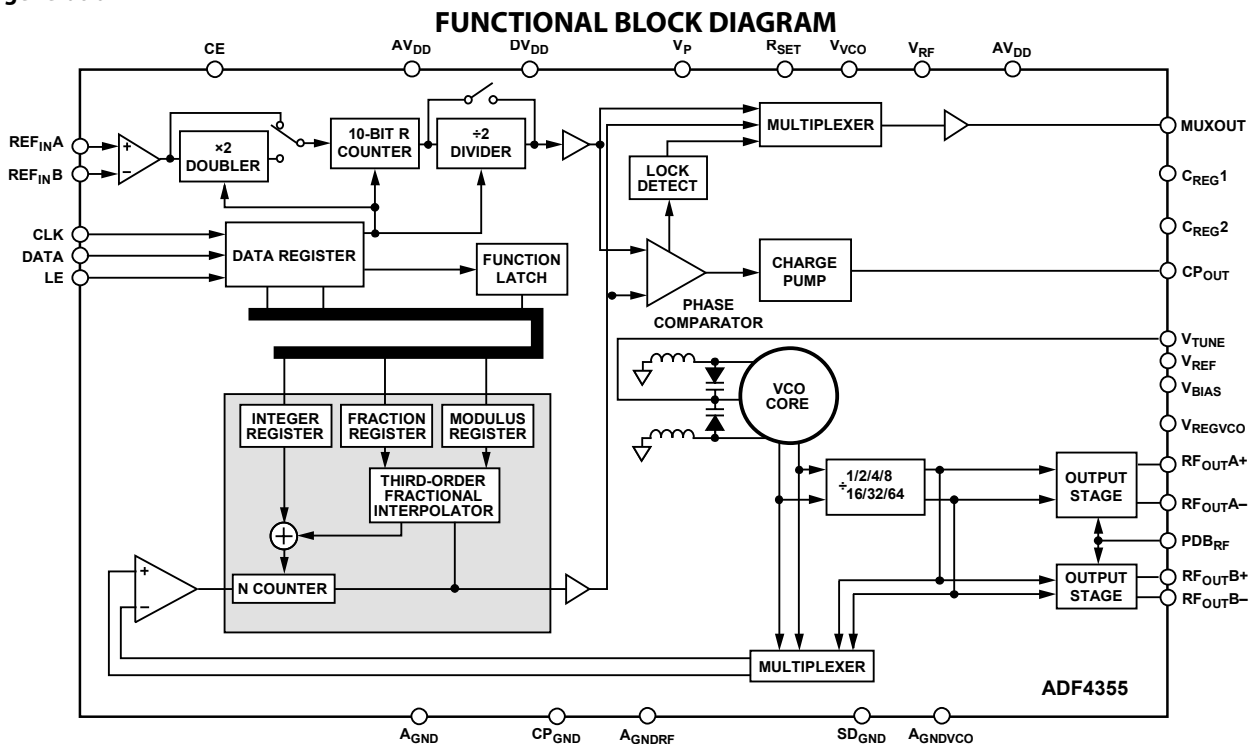 FUNCTIONAL BLOCK DIAGRAM
CE
AVDD
DVDD
VP
RSET
VVCO
VRF
AVDD
REFINA
REFINB
+
−
×2
DOUBLER
10-BIT R
COUNTER
÷2
DIVIDER
MULTIPLEXER
MUXOUT
LOCK
DETECT
CREG1
CREG2
CLK
DATA
LE
DATA REGISTER
FUNCTION
LATCH
CHARGE
PUMP
CPOUT
PHASE
COMPARATOR
VTUNE
VREF
VBIAS
VREGVCO
VCO
CORE
INTEGER
REGISTER
FRACTION
REGISTER
MODULUS
REGISTER
THIRD-ORDER
FRACTIONAL
INTERPOLATOR
+
N COUNTER
+
−
÷1/2/4/8
16/32/64
OUTPUT
STAGE
RFOUTA+
RFOUTA−
PDBRF
OUTPUT
STAGE
RFOUTB+
RFOUTB−
MULTIPLEXER
ADF4355
AGND
CPGND
AGNDRF
SDGND
AGNDVCO